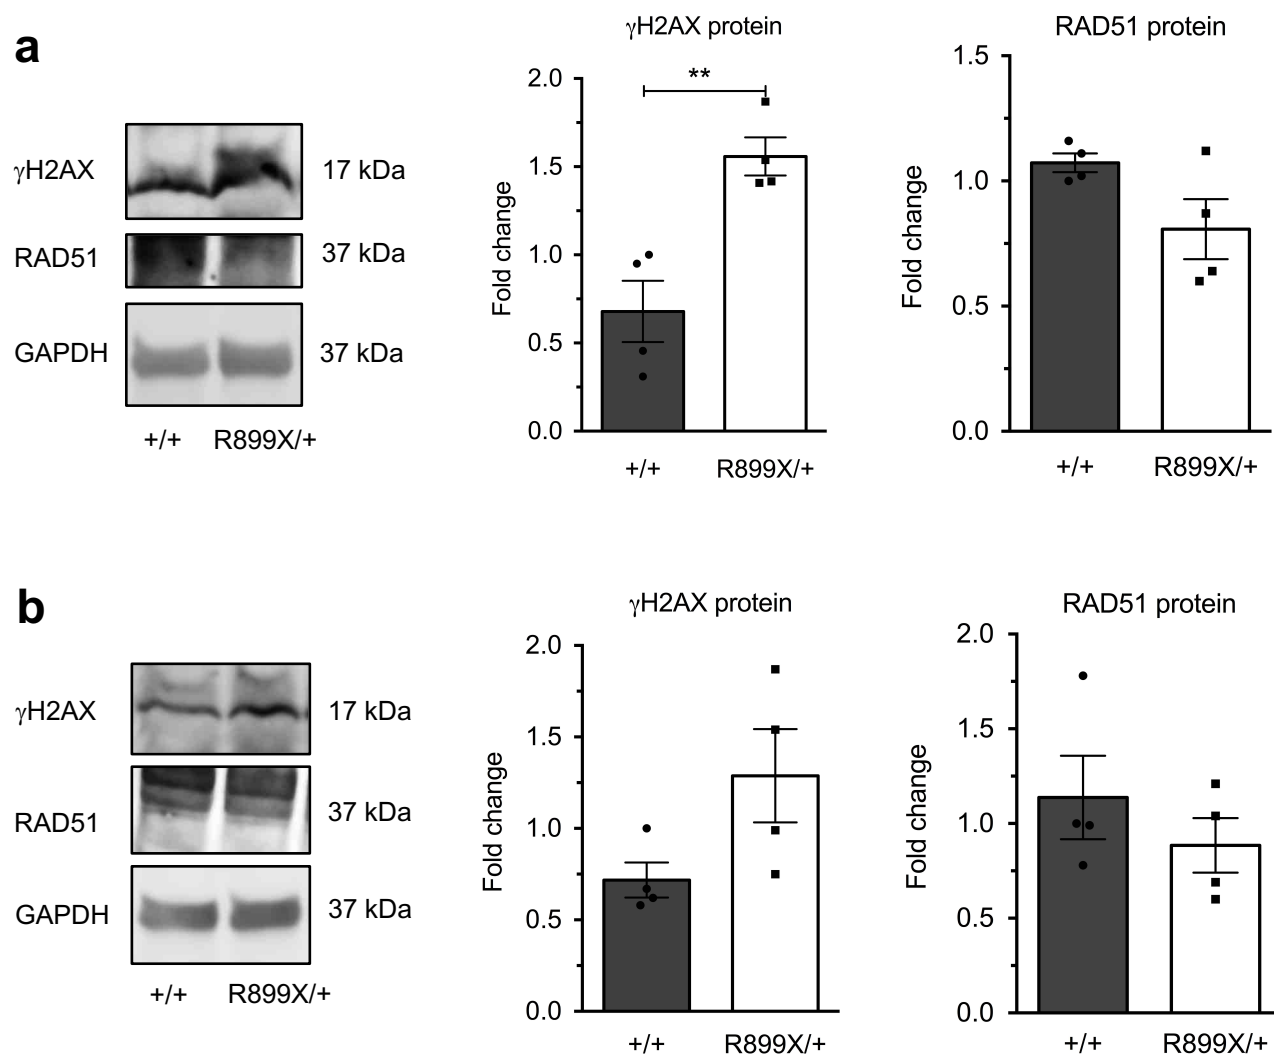 a
γH2AX 17 kDa
RAD51 37 kDa
GAPDH 37 kDa
+/+ R899X/+
γH2AX protein
**
Fold change
2.0
1.5
1.0
0.5
0.0
+/+ R899X/+
RAD51 protein
Fold change
1.5
1.0
0.5
0.0
+/+ R899X/+
b
γH2AX 17 kDa
RAD51 37 kDa
GAPDH 37 kDa
+/+ R899X/+
γH2AX protein
Fold change
2.0
1.5
1.0
0.5
0.0
+/+ R899X/+
RAD51 protein
Fold change
2.0
1.5
1.0
0.5
0.0
+/+ R899X/+